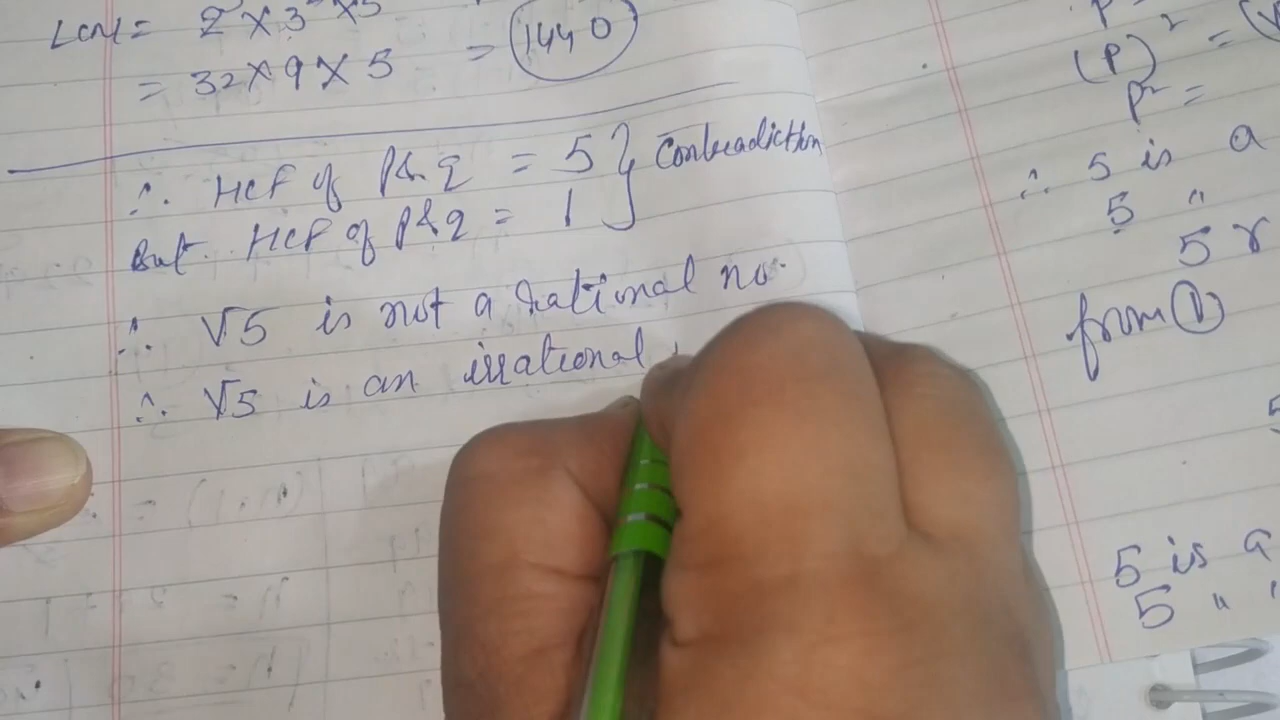 LCM = 2 × 3 × 5
= 32 × 9 × 5 = 1440
∴ HCF of P & q = 5 } Contradiction
But HCF of P & q = 1
∴ √5 is not a rational no.
∴ √5 is an irrational
(P)² =
P² =
∴ 5 is a
5 "
5 r
from ①
5 is a
5 " "